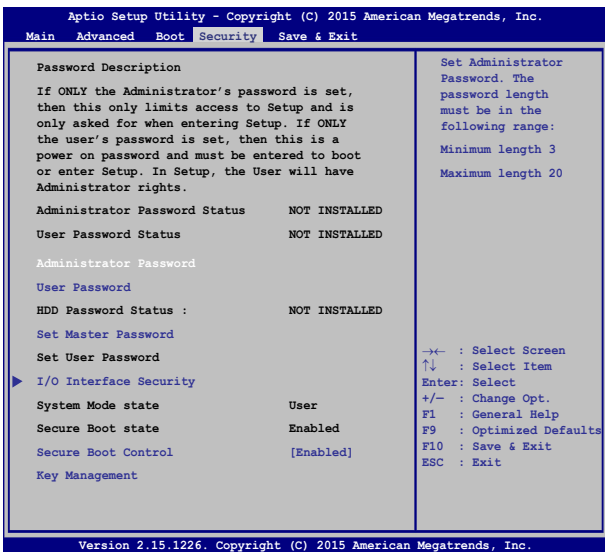 Aptio Setup Utility - Copyright (C) 2015 American Megatrends, Inc.
Main Advanced Boot Security Save & Exit
Password Description
If ONLY the Administrator's password is set,
then this only limits access to Setup and is
only asked for when entering Setup. If ONLY
the user's password is set, then this is a
power on password and must be entered to boot
or enter Setup. In Setup, the User will have
Administrator rights.
Administrator Password Status NOT INSTALLED
User Password Status NOT INSTALLED
Administrator Password
User Password
HDD Password Status : NOT INSTALLED
Set Master Password
Set User Password
I/O Interface Security
System Mode state User
Secure Boot state Enabled
Secure Boot Control [Enabled]
Key Management
Set Administrator
Password. The
password length
must be in the
following range:
Minimum length 3
Maximum length 20
→← : Select Screen
↑↓ : Select Item
Enter: Select
+/— : Change Opt.
F1 : General Help
F9 : Optimized Defaults
F10 : Save & Exit
ESC : Exit
Version 2.15.1226. Copyright (C) 2015 American Megatrends, Inc.